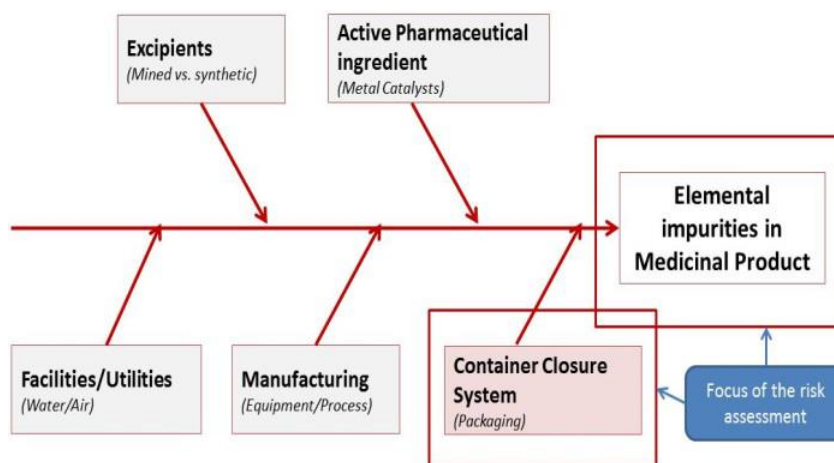 Excipients
(Mined vs. synthetic)
Active Pharmaceutical
ingredient
(Metal Catalysts)
Elemental
impurities in
Medicinal Product
Facilities/Utilities
(Water/Air)
Manufacturing
(Equipment/Process)
Container Closure
System
(Packaging)
Focus of the risk
assessment